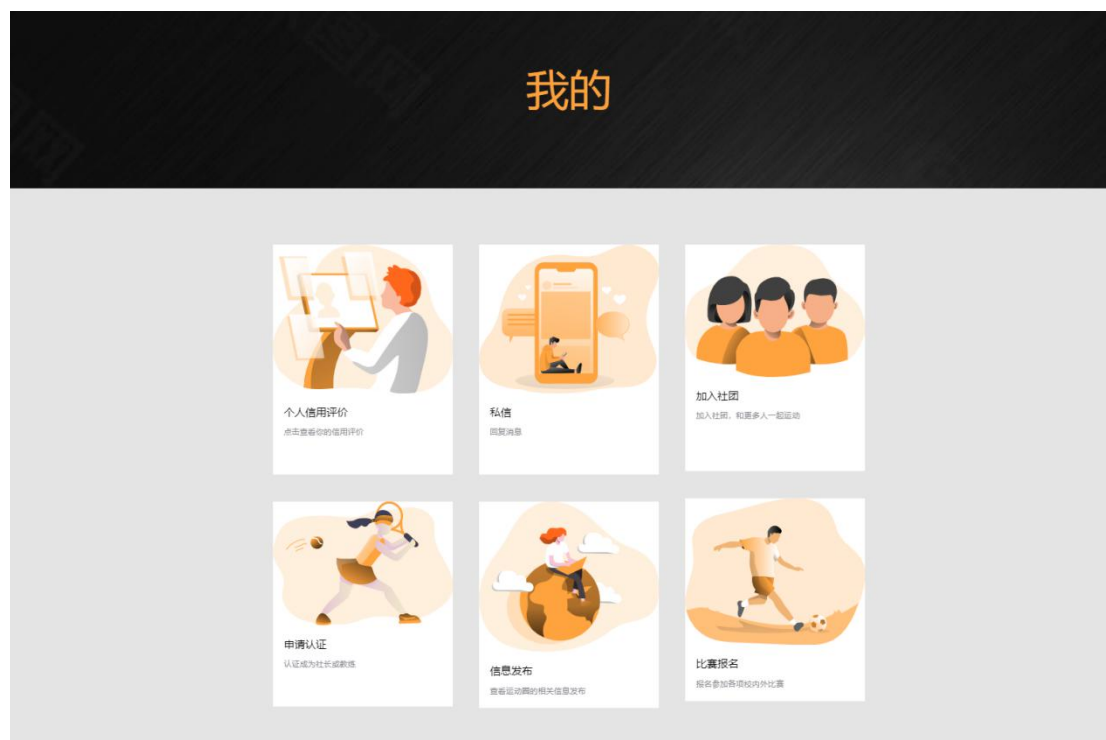 我的
个人信用评价
点击查看你的信用评价
私信
回复消息
加入社团
加入社团，和更多人一起运动
申请认证
认证成为社长或教练
信息发布
查看运动圈的相关信息发布
比赛报名
报名参加各项校内外比赛